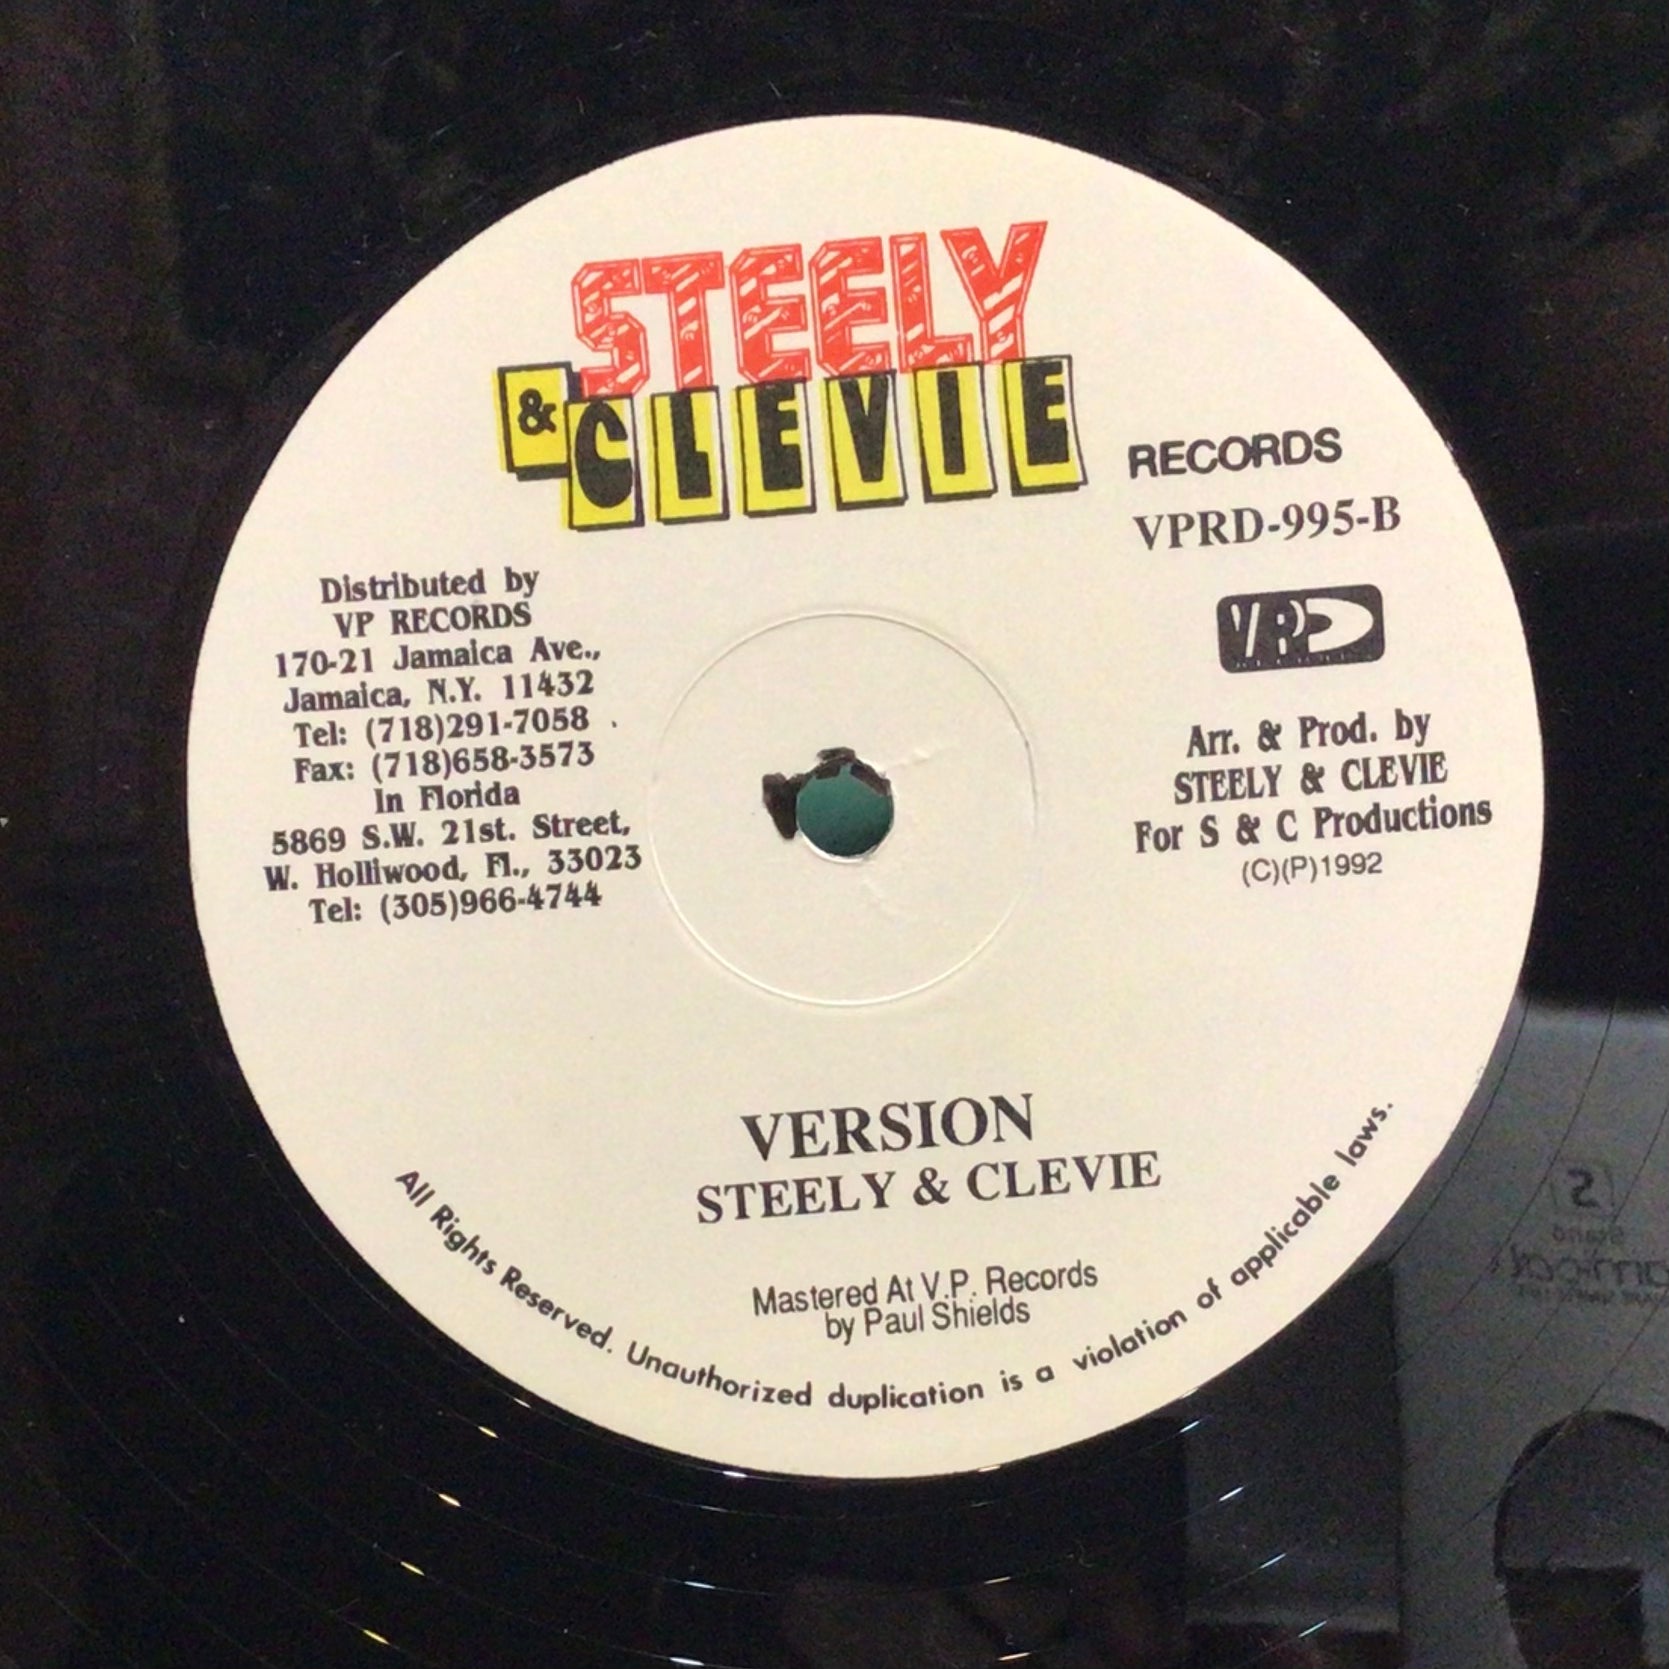 STEELY
& CLEVIE
RECORDS
VPRD-995-B
Distributed by
VP RECORDS
170-21 Jamaica Ave.,
Jamaica, N.Y. 11432
Tel: (718)291-7058 .
Fax: (718)658-3573
In Florida
5869 S.W. 21st. Street,
W. Holliwood, Fl., 33023
Tel: (305)966-4744
VP
Arr. & Prod. by
STEELY & CLEVIE
For S & C Productions
(C)(P)1992
VERSION
STEELY & CLEVIE
Mastered At V.P. Records
by Paul Shields
All Rights Reserved. Unauthorized duplication is a violation of applicable laws.